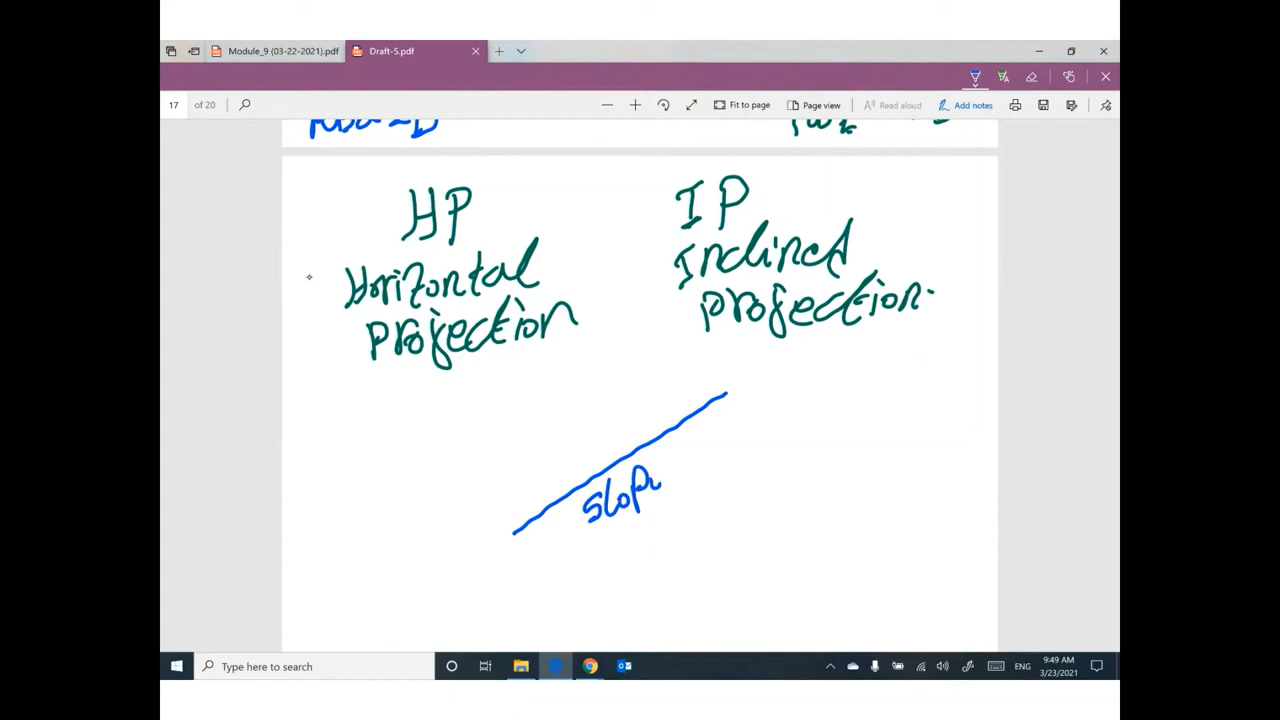 Module_9 (03-22-2021).pdf
Draft-5.pdf
17 of 20
Fit to page
Page view
Read aloud
Add notes
HP
IP
Horizontal
Inclined
projection
projection.
slope
Type here to search
ENG
9:49 AM
3/23/2021